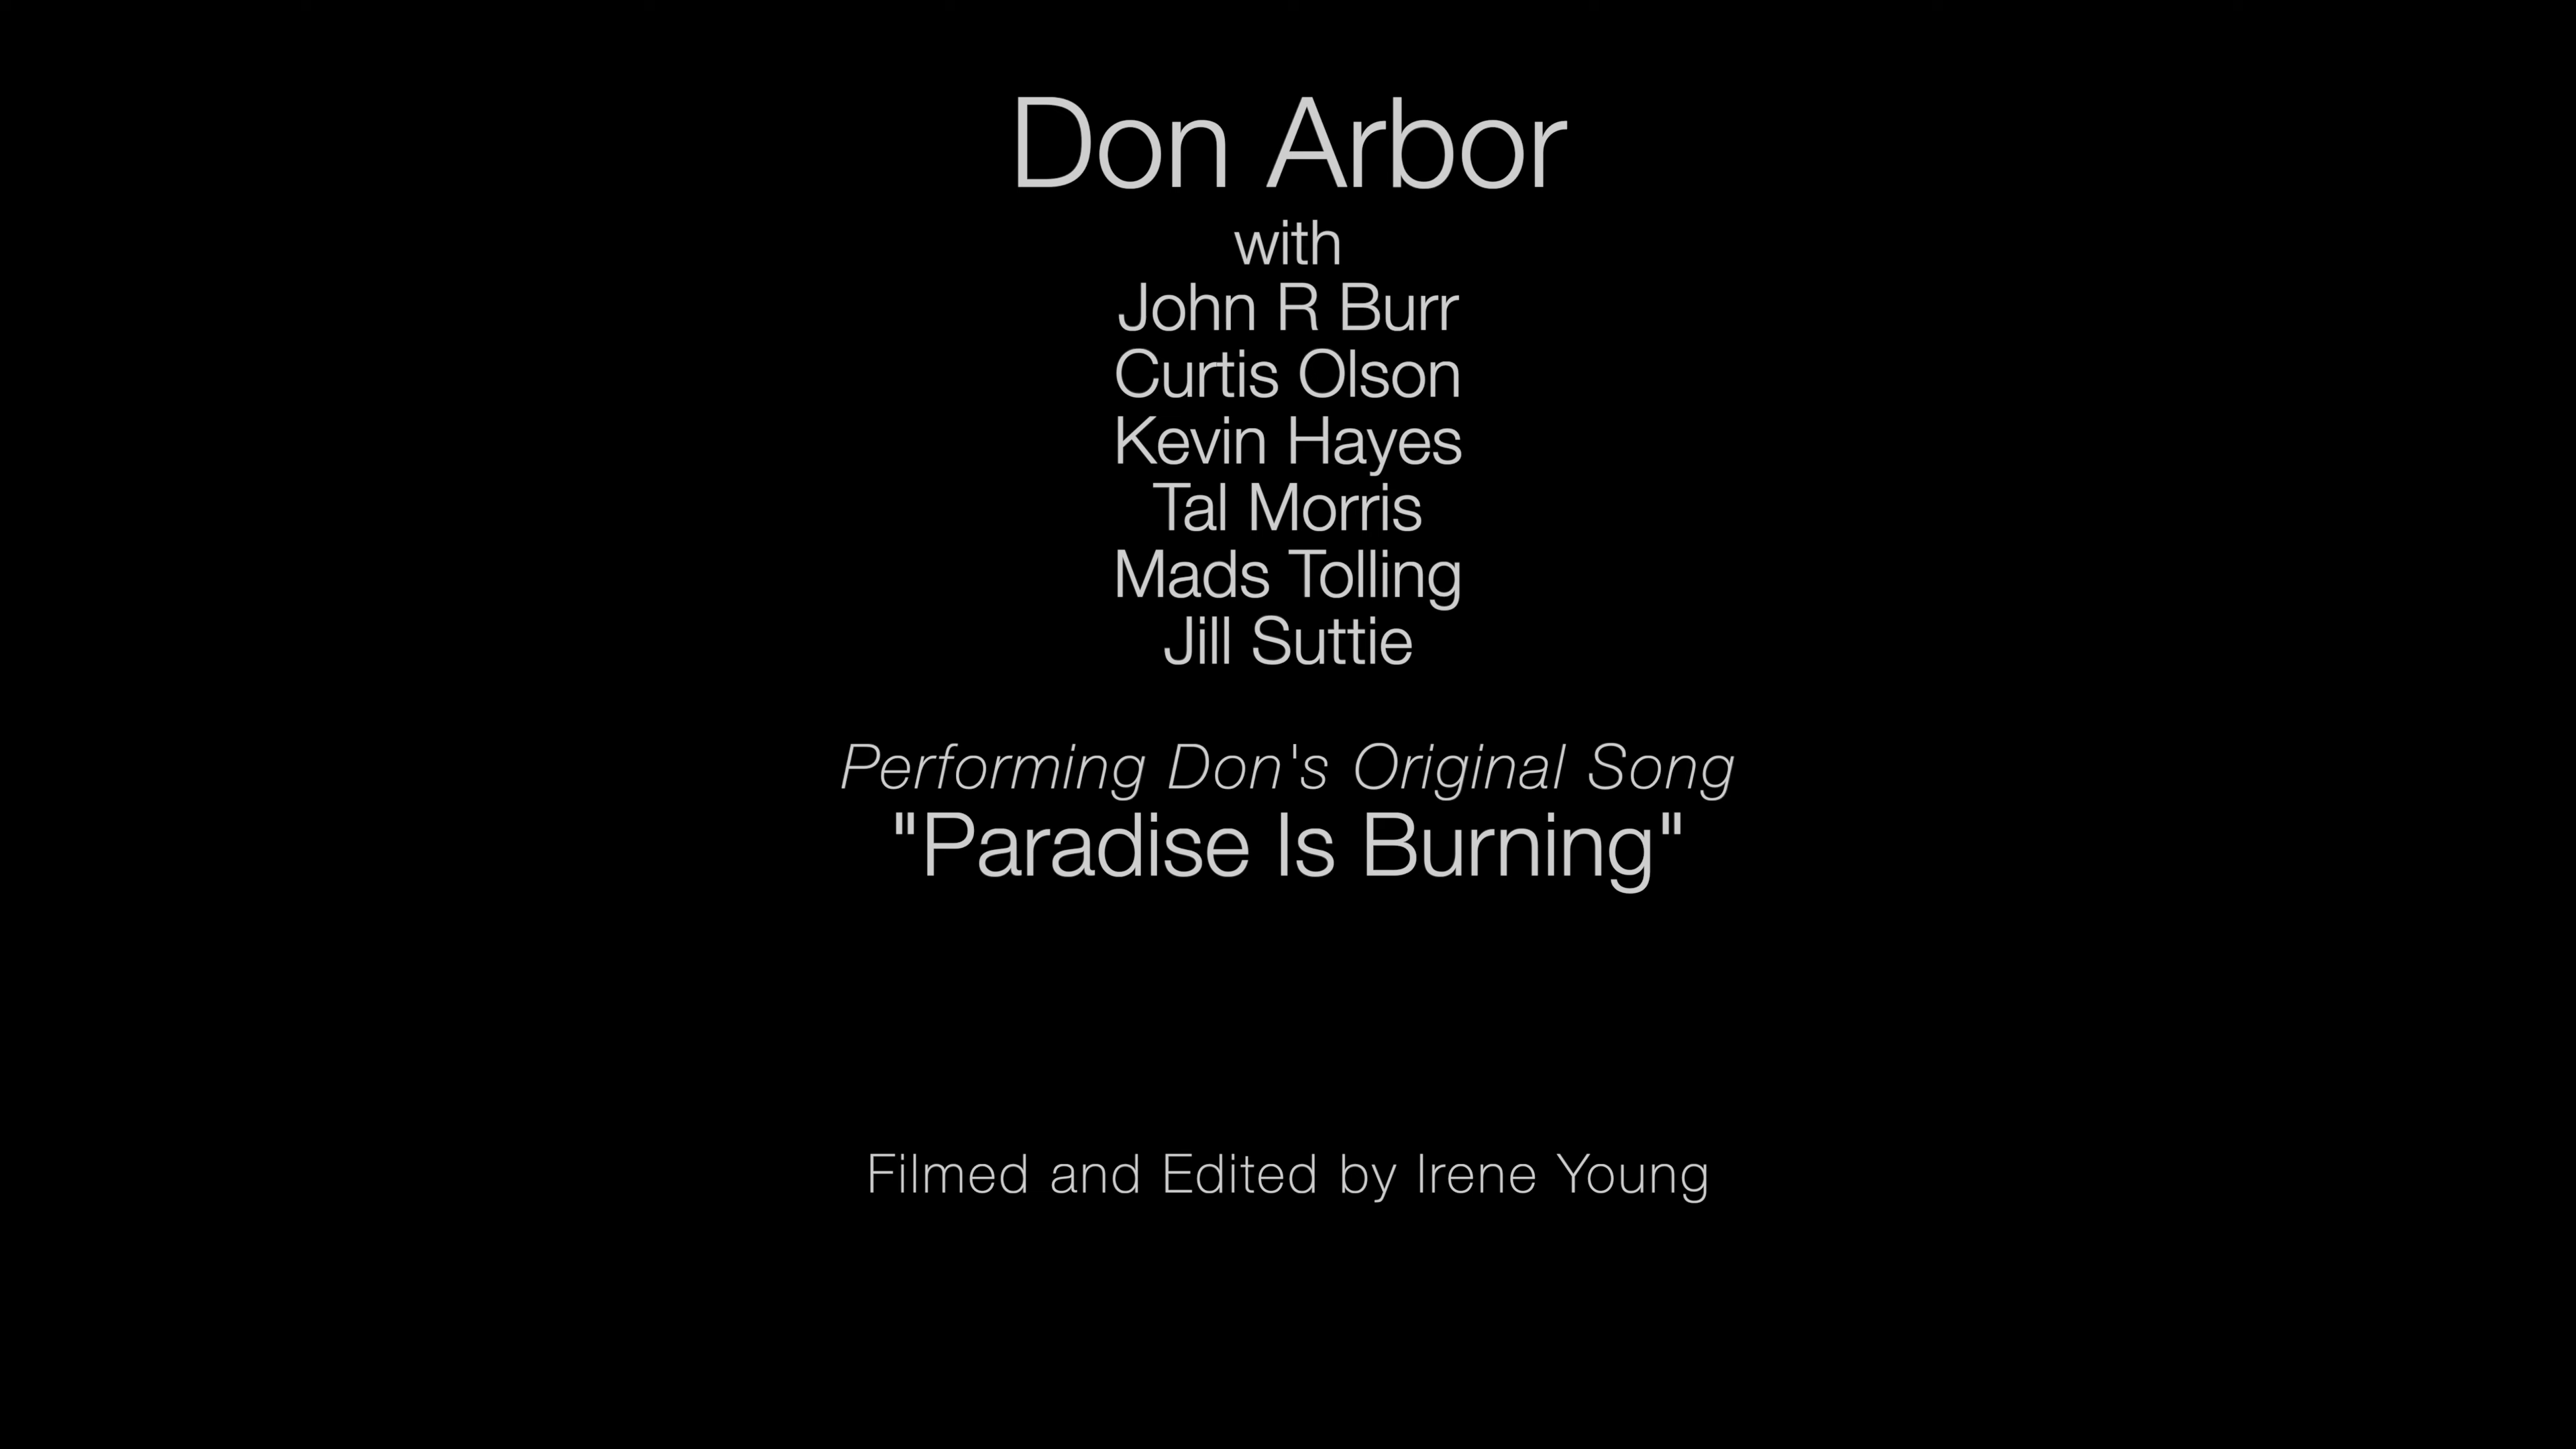 Don Arbor
with
John R Burr
Curtis Olson
Kevin Hayes
Tal Morris
Mads Tolling
Jill Suttie
Performing Don's Original Song
"Paradise Is Burning"
Filmed and Edited by Irene Young